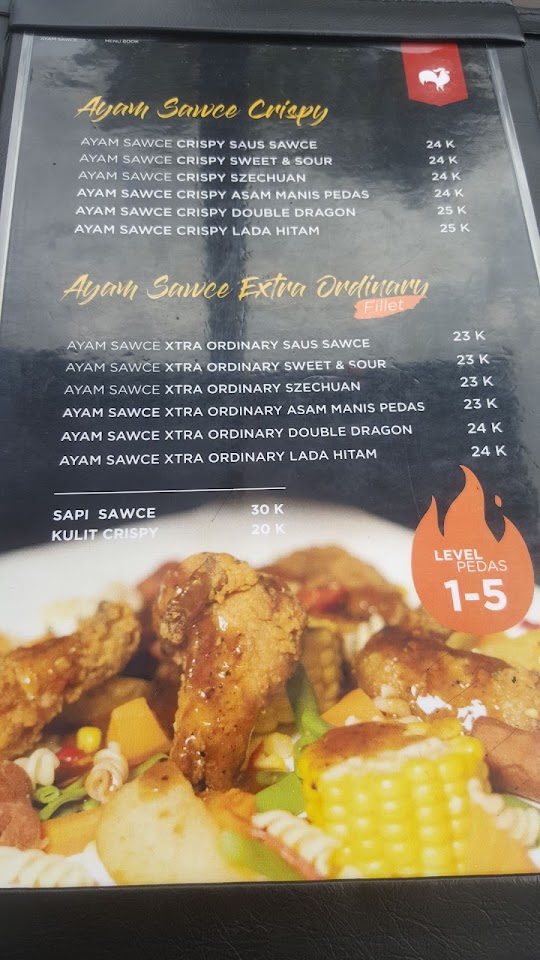 AYAM SAWCE MENU BOOK
Ayam Sawce Crispy
AYAM SAWCE CRISPY SAUS SAWCE 24 K
AYAM SAWCE CRISPY SWEET & SOUR 24 K
AYAM SAWCE CRISPY SZECHUAN 24 K
AYAM SAWCE CRISPY ASAM MANIS PEDAS 24 K
AYAM SAWCE CRISPY DOUBLE DRAGON 25 K
AYAM SAWCE CRISPY LADA HITAM 25 K
Ayam Sawce Extra Ordinary
Fillet
AYAM SAWCE XTRA ORDINARY SAUS SAWCE 23 K
AYAM SAWCE XTRA ORDINARY SWEET & SOUR 23 K
AYAM SAWCE XTRA ORDINARY SZECHUAN 23 K
AYAM SAWCE XTRA ORDINARY ASAM MANIS PEDAS 23 K
AYAM SAWCE XTRA ORDINARY DOUBLE DRAGON 24 K
AYAM SAWCE XTRA ORDINARY LADA HITAM 24 K
SAPI SAWCE 30 K
KULIT CRISPY 20 K
LEVEL
PEDAS
1-5